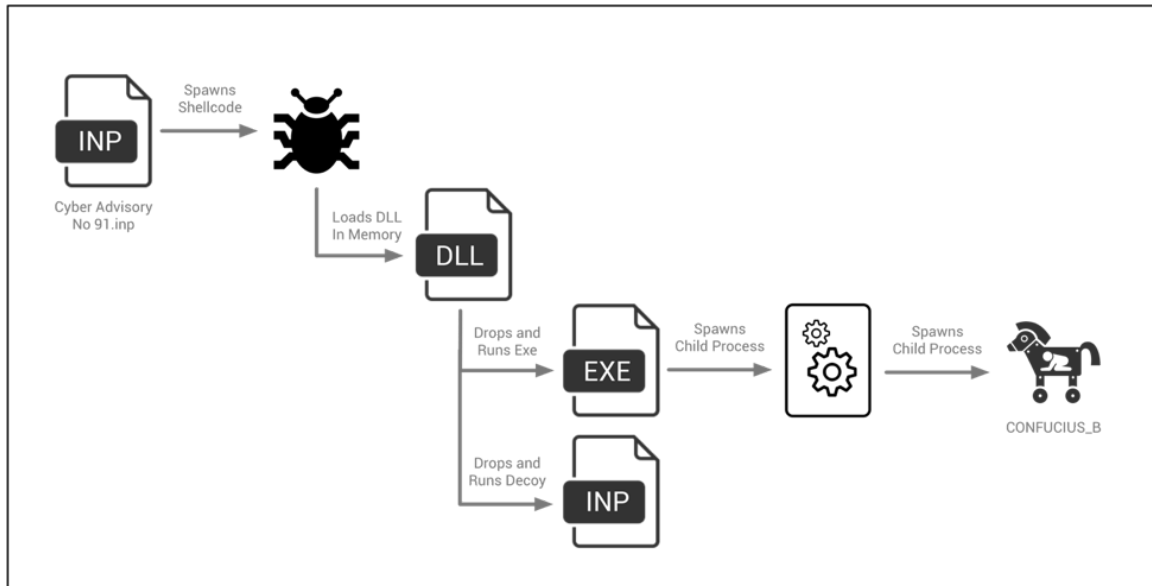 Spawns
Shellcode
INP
Cyber Advisory
No 91.inp
Loads DLL
In Memory
DLL
Drops and
Runs Exe
EXE
Spawns
Child Process
Spawns
Child Process
CONFUCIUS_B
Drops and
Runs Decoy
INP